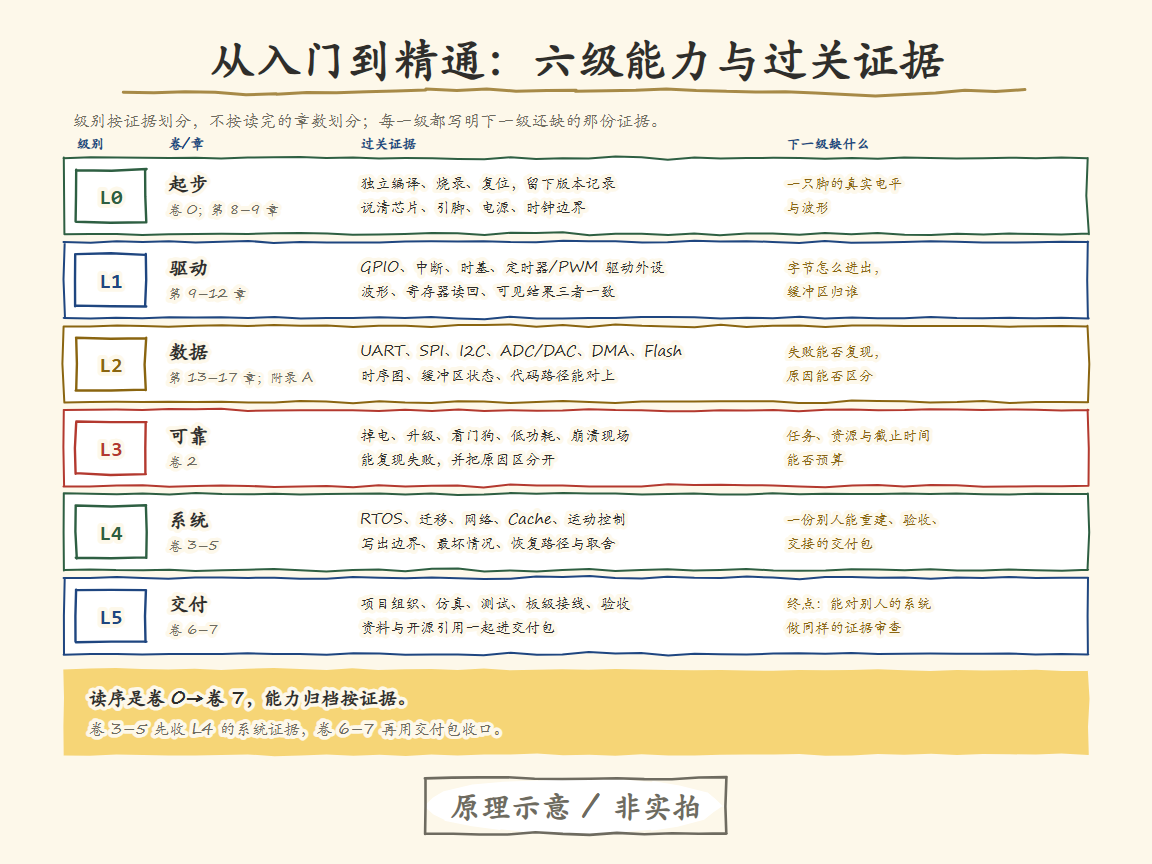 从入门到精通：六级能力与过关证据
级别按证据划分，不按读完的章数划分；每一级都写明下一级还缺的那份证据。
级别 卷/章 过关证据 下一级缺什么
L0
起步
卷 0；第 8—9 章
独立编译、烧录、复位，留下版本记录
说清芯片、引脚、电源、时钟边界
一只脚的真实电平
与波形
L1
驱动
第 9—12 章
GPIO、中断、时基、定时器/PWM 驱动外设
波形、寄存器读回、可见结果三者一致
字节怎么进出，
缓冲区归谁
L2
数据
第 13—17 章；附录 A
UART、SPI、I2C、ADC/DAC、DMA、Flash
时序图、缓冲区状态、代码路径能对上
失败能否复现，
原因能否区分
L3
可靠
卷 2
掉电、升级、看门狗、低功耗、崩溃现场
能复现失败，并把原因区分开
任务、资源与截止时间
能否预算
L4
系统
卷 3—5
RTOS、迁移、网络、Cache、运动控制
写出边界、最坏情况、恢复路径与取舍
一份别人能重建、验收、
交接的交付包
L5
交付
卷 6—7
项目组织、仿真、测试、板级接线、验收
资料与开源引用一起进交付包
终点：能对别人的系统
做同样的证据审查
读序是卷 0→卷 7，能力归档按证据。
卷 3—5 先收 L4 的系统证据，卷 6—7 再用交付包收口。
原理示意 / 非实拍